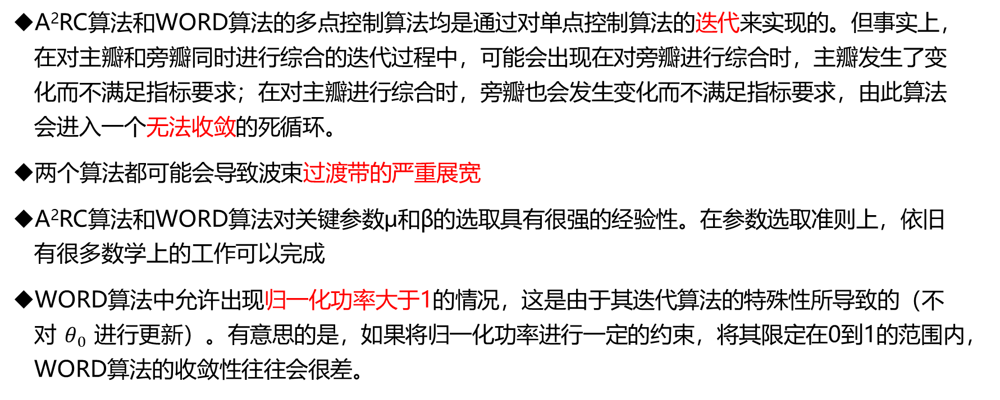 ◆A²RC算法和WORD算法的多点控制算法均是通过对单点控制算法的迭代来实现的。但事实上，
在对主瓣和旁瓣同时进行综合的迭代过程中，可能会出现在对旁瓣进行综合时，主瓣发生了变
化而不满足指标要求；在对主瓣进行综合时，旁瓣也会发生变化而不满足指标要求，由此算法
会进入一个无法收敛的死循环。
◆两个算法都可能会导致波束过渡带的严重展宽
◆A²RC算法和WORD算法对关键参数μ和β的选取具有很强的经验性。在参数选取准则上，依旧
有很多数学上的工作可以完成
◆WORD算法中允许出现归一化功率大于1的情况，这是由于其迭代算法的特殊性所导致的（不
对 θ₀ 进行更新）。有意思的是，如果将归一化功率进行一定的约束，将其限定在0到1的范围内，
WORD算法的收敛性往往会很差。